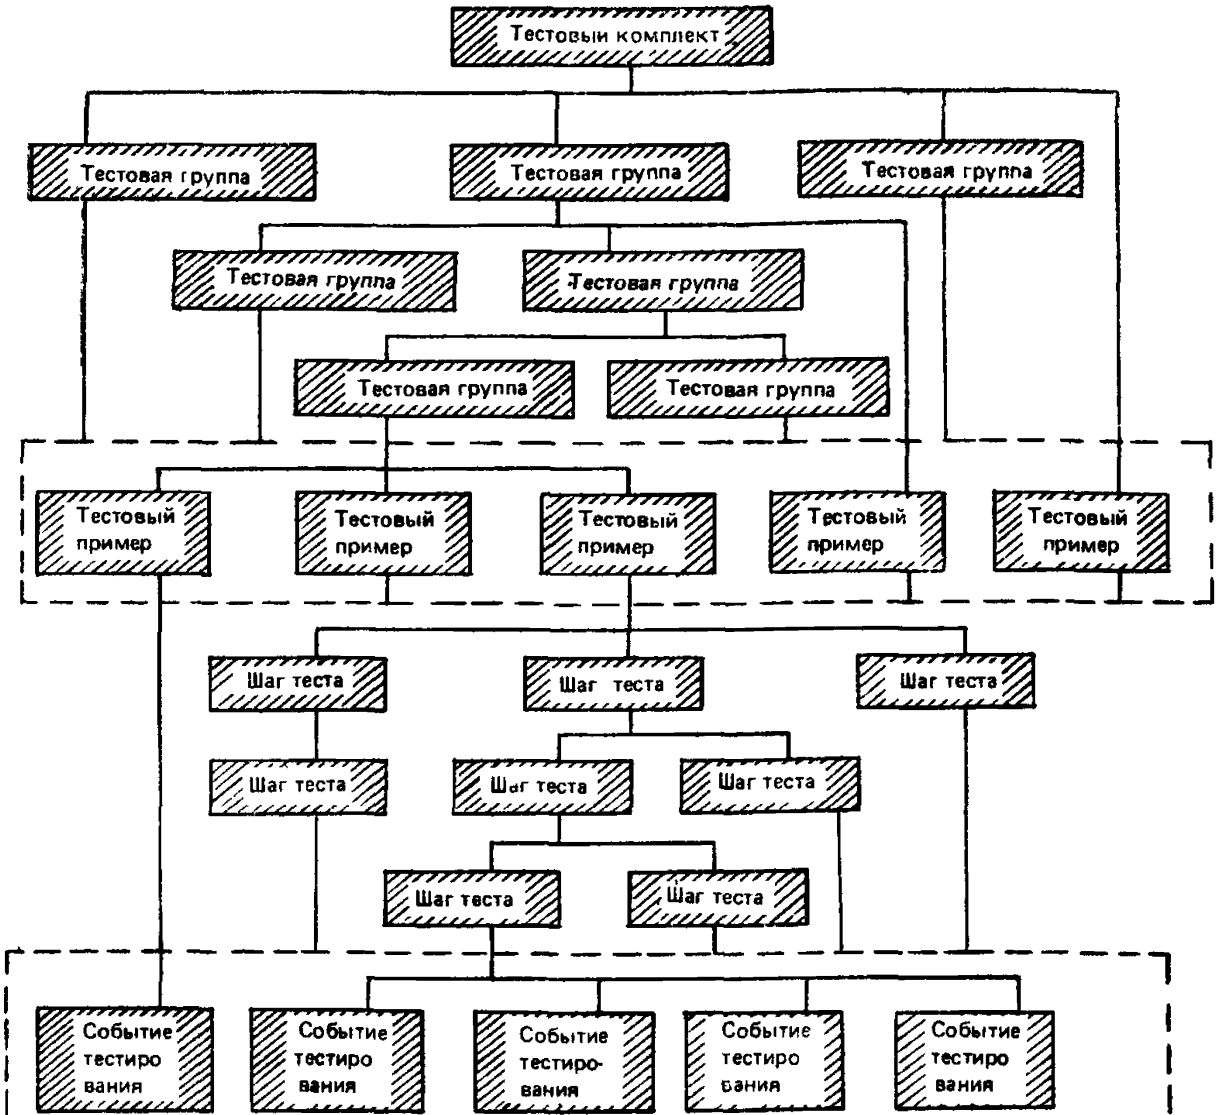 Тестовый комплект
Тестовая группа
Тестовая группа
Тестовая группа
Тестовая группа
Тестовая группа
Тестовая группа
Тестовая группа
Тестовый
пример
Тестовый
пример
Тестовый
пример
Тестовый
пример
Тестовый
пример
Шаг теста
Шаг теста
Шаг теста
Шаг теста
Шаг теста
Шаг теста
Шаг теста
Шаг теста
Событие
тестиро
вания
Событие
тестиро
вания
Событие
тестиро-
вания
Событие
тестиро
вания
Событие
тестиро
вания